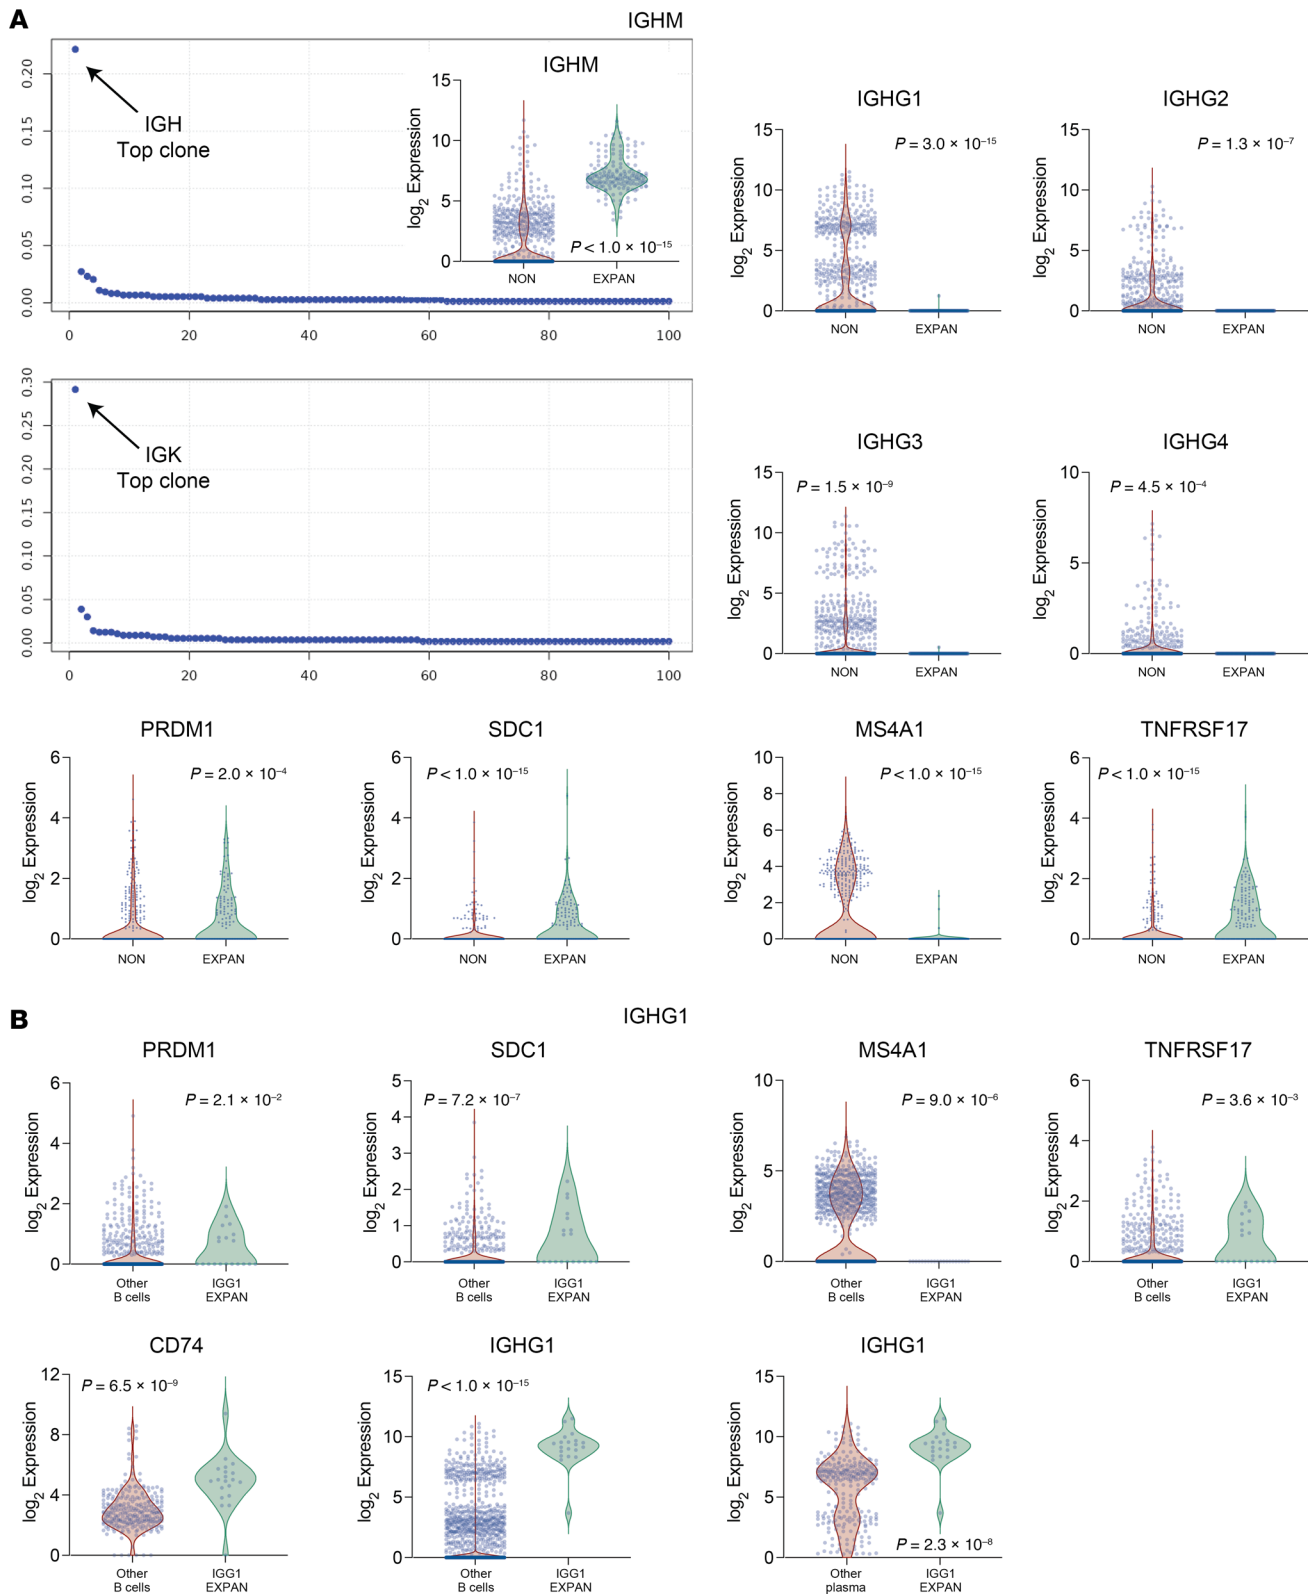 A
IGHM
0.20
0.15
0.10
0.05
0.00
IGH
Top clone
0
20
40
60
80
100
IGHM
log2 Expression
15
10
5
0
P < 1.0 × 10–15
NON
EXPAN
IGHG1
log2 Expression
15
10
5
0
P = 3.0 × 10–15
NON
EXPAN
IGHG2
log2 Expression
15
10
5
0
P = 1.3 × 10–7
NON
EXPAN
0.30
0.25
0.20
0.15
0.10
0.05
0.00
IGK
Top clone
0
20
40
60
80
100
IGHG3
log2 Expression
15
10
5
0
P = 1.5 × 10–9
NON
EXPAN
IGHG4
log2 Expression
10
5
0
P = 4.5 × 10–4
NON
EXPAN
PRDM1
log2 Expression
6
4
2
0
P = 2.0 × 10–4
NON
EXPAN
SDC1
log2 Expression
6
4
2
0
P < 1.0 × 10–15
NON
EXPAN
MS4A1
log2 Expression
10
8
6
4
2
0
P < 1.0 × 10–15
NON
EXPAN
TNFRSF17
log2 Expression
6
4
2
0
P < 1.0 × 10–15
NON
EXPAN
B
IGHG1
PRDM1
log2 Expression
6
4
2
0
P = 2.1 × 10–2
Other
B cells
IGG1
EXPAN
SDC1
log2 Expression
5
4
3
2
1
0
P = 7.2 × 10–7
Other
B cells
IGG1
EXPAN
MS4A1
log2 Expression
10
5
0
P = 9.0 × 10–6
Other
B cells
IGG1
EXPAN
TNFRSF17
log2 Expression
6
4
2
0
P = 3.6 × 10–3
Other
B cells
IGG1
EXPAN
CD74
log2 Expression
12
8
4
0
P = 6.5 × 10–9
Other
B cells
IGG1
EXPAN
IGHG1
log2 Expression
15
10
5
0
P < 1.0 × 10–15
Other
B cells
IGG1
EXPAN
IGHG1
log2 Expression
15
10
5
0
P = 2.3 × 10–8
Other
plasma
IGG1
EXPAN